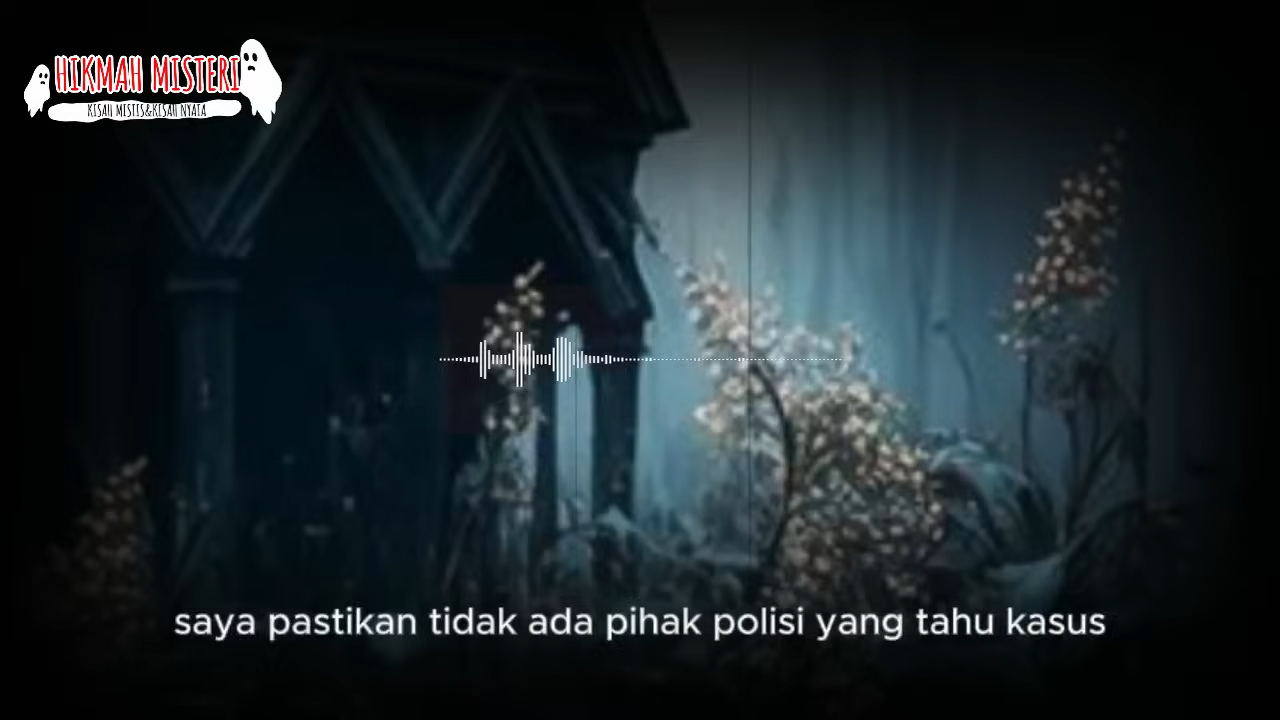 HIKMAH MISTERI
KISAH MISTIS&KISAH NYATA
saya pastikan tidak ada pihak polisi yang tahu kasus